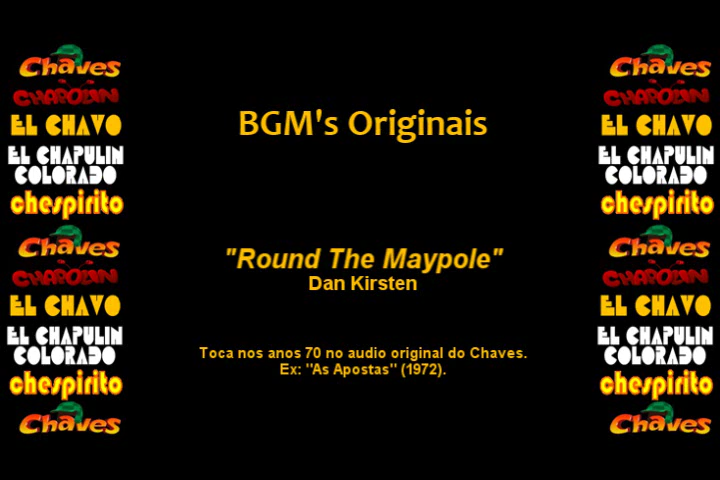 Chaves
CHAPOLIN
EL CHAVO
EL CHAPULIN
COLORADO
chespirito
Chaves
CHAPOLIN
EL CHAVO
EL CHAPULIN
COLORADO
chespirito
Chaves
BGM's Originais
"Round The Maypole"
Dan Kirsten
Toca nos anos 70 no audio original do Chaves.
Ex: "As Apostas" (1972).
Chaves
CHAPOLIN
EL CHAVO
EL CHAPULIN
COLORADO
chespirito
Chaves
CHAPOLIN
EL CHAVO
EL CHAPULIN
COLORADO
chespirito
Chaves